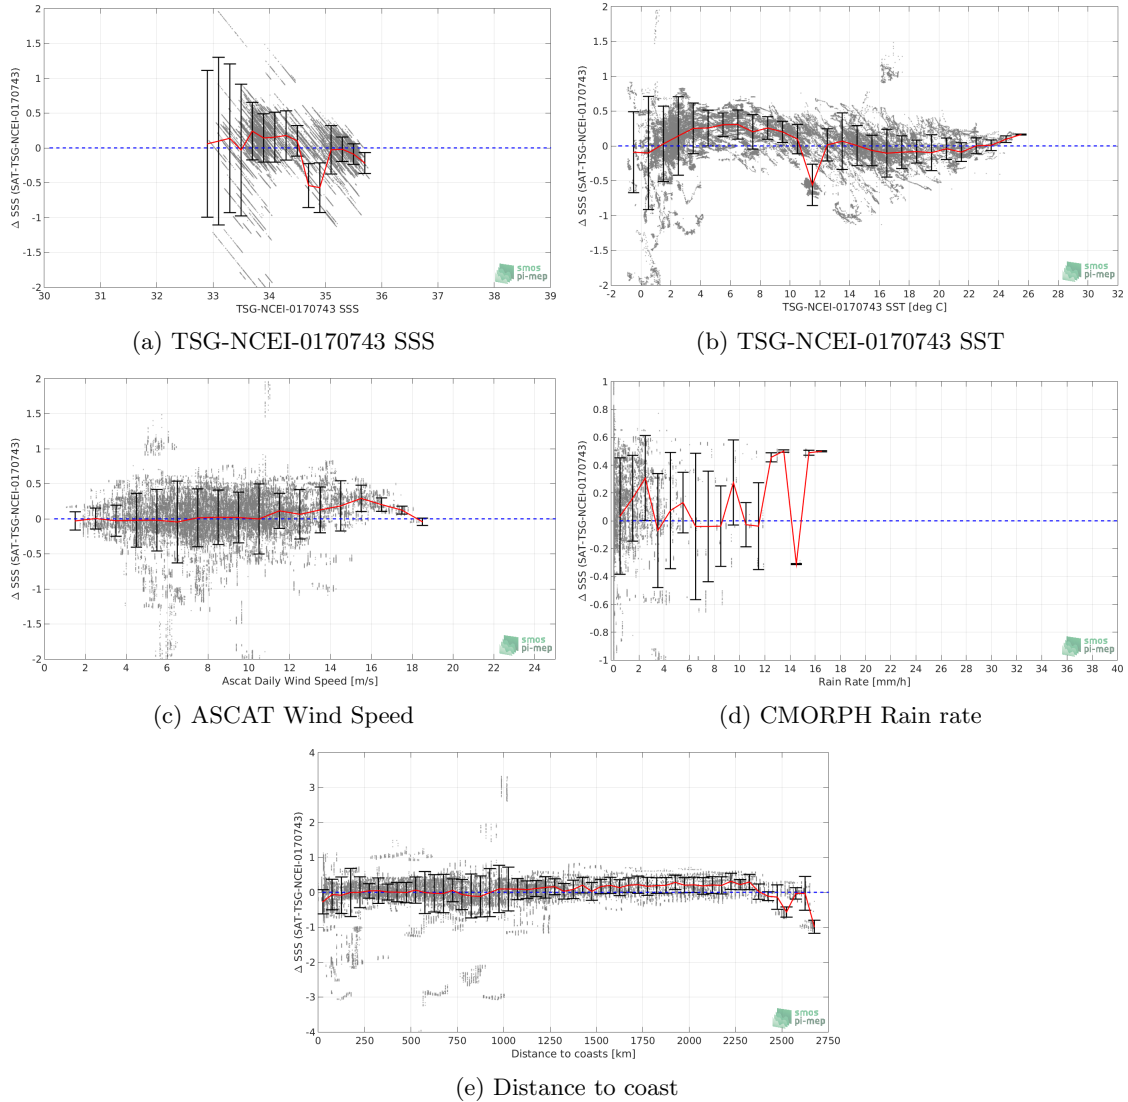 2
1.5
1
0.5
0
-0.5
-1
-1.5
-2
Δ SSS (SAT-TSG-NCEI-0170743)
30 31 32 33 34 35 36 37 38 39
TSG-NCEI-0170743 SSS
smos
pi-mep
(a) TSG-NCEI-0170743 SSS
2
1.5
1
0.5
0
-0.5
-1
-1.5
-2
Δ SSS (SAT-TSG-NCEI-0170743)
-2 0 2 4 6 8 10 12 14 16 18 20 22 24 26 28 30 32
TSG-NCEI-0170743 SST [deg C]
smos
pi-mep
(b) TSG-NCEI-0170743 SST
2
1.5
1
0.5
0
-0.5
-1
-1.5
-2
Δ SSS (SAT-TSG-NCEI-0170743)
0 2 4 6 8 10 12 14 16 18 20 22 24
Ascat Daily Wind Speed [m/s]
smos
pi-mep
(c) ASCAT Wind Speed
1
0.8
0.6
0.4
0.2
0
-0.2
-0.4
-0.6
-0.8
-1
Δ SSS (SAT-TSG-NCEI-0170743)
0 2 4 6 8 10 12 14 16 18 20 22 24 26 28 30 32 34 36 38 40
Rain Rate [mm/h]
smos
pi-mep
(d) CMORPH Rain rate
4
3
2
1
0
-1
-2
-3
-4
Δ SSS (SAT-TSG-NCEI-0170743)
0 250 500 750 1000 1250 1500 1750 2000 2250 2500 2750
Distance to coasts [km]
smos
pi-mep
(e) Distance to coast